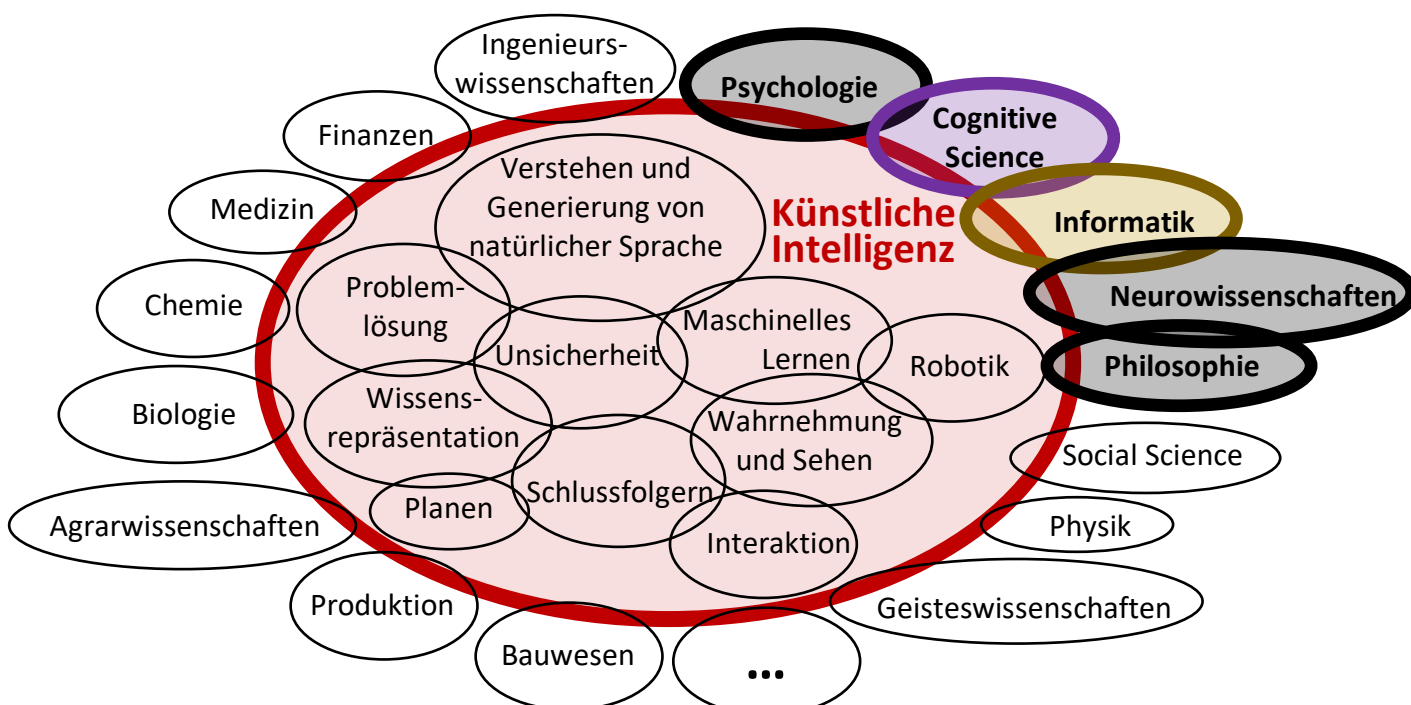 Ingenieurs-
wissenschaften
Psychologie
Cognitive
Science
Finanzen
Verstehen und
Generierung von
natürlicher Sprache
Künstliche
Intelligenz
Medizin
Informatik
Chemie
Problem-
lösung
Neurowissenschaften
Unsicherheit
Maschinelles
Lernen
Robotik
Philosophie
Biologie
Wissens-
repräsentation
Wahrnehmung
und Sehen
Social Science
Agrarwissenschaften
Planen
Schlussfolgern
Interaktion
Physik
Produktion
Geisteswissenschaften
Bauwesen
...